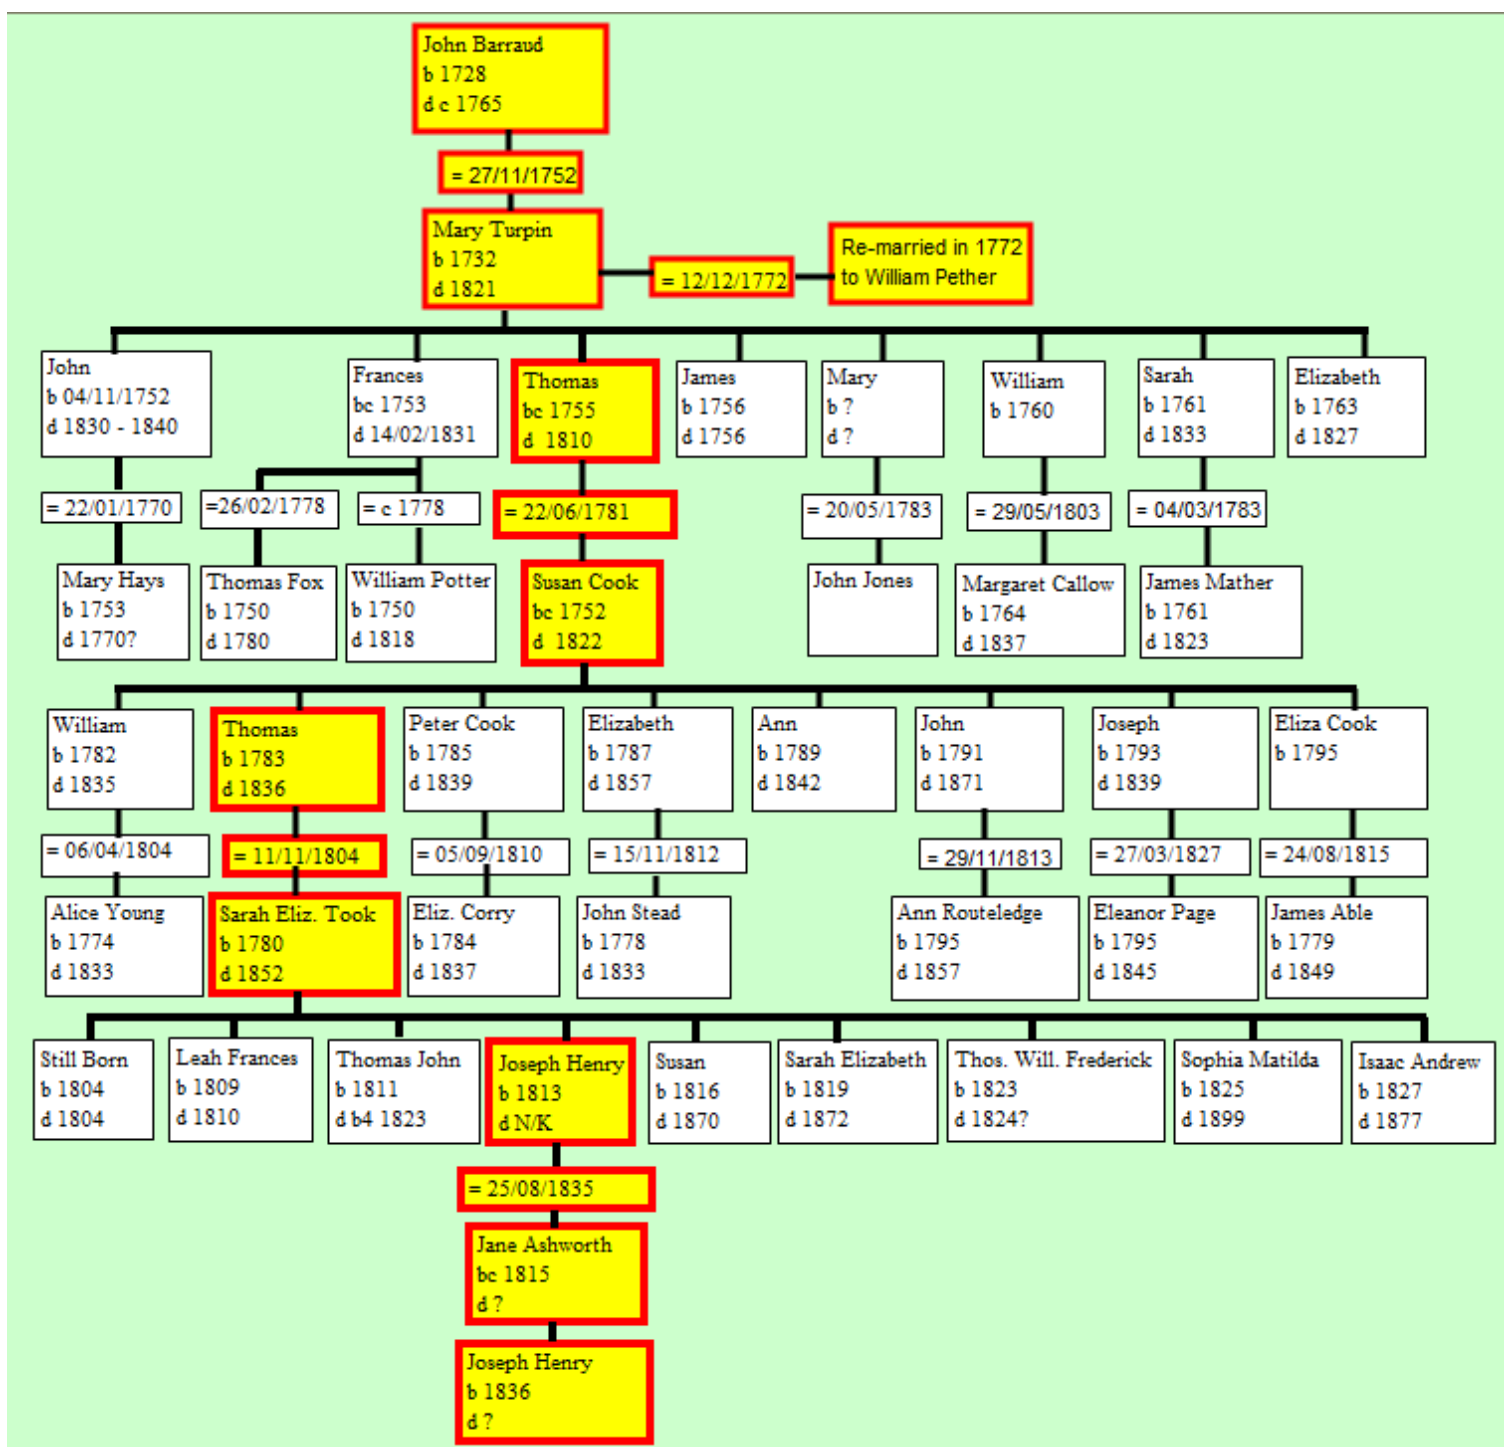 John Barraud
b 1728
d c 1765
= 27/11/1752
Mary Turpin
b 1732
d 1821
= 12/12/1772
Re-married in 1772
to William Pether
John
b 04/11/1752
d 1830 - 1840
Frances
bc 1753
d 14/02/1831
Thomas
bc 1755
d 1810
James
b 1756
d 1756
Mary
b ?
d ?
William
b 1760
Sarah
b 1761
d 1833
Elizabeth
b 1763
d 1827
= 22/01/1770
=26/02/1778
= c 1778
= 22/06/1781
= 20/05/1783
= 29/05/1803
= 04/03/1783
Mary Hays
b 1753
d 1770?
Thomas Fox
b 1750
d 1780
William Potter
b 1750
d 1818
Susan Cook
bc 1752
d 1822
John Jones
Margaret Callow
b 1764
d 1837
James Mather
b 1761
d 1823
William
b 1782
d 1835
Thomas
b 1783
d 1836
Peter Cook
b 1785
d 1839
Elizabeth
b 1787
d 1857
Ann
b 1789
d 1842
John
b 1791
d 1871
Joseph
b 1793
d 1839
Eliza Cook
b 1795
= 06/04/1804
= 11/11/1804
= 05/09/1810
= 15/11/1812
= 29/11/1813
= 27/03/1827
= 24/08/1815
Alice Young
b 1774
d 1833
Sarah Eliz. Took
b 1780
d 1852
Eliz. Corry
b 1784
d 1837
John Stead
b 1778
d 1833
Ann Routeledge
b 1795
d 1857
Eleanor Page
b 1795
d 1845
James Able
b 1779
d 1849
Still Born
b 1804
d 1804
Leah Frances
b 1809
d 1810
Thomas John
b 1811
d b4 1823
Joseph Henry
b 1813
d N/K
Susan
b 1816
d 1870
Sarah Elizabeth
b 1819
d 1872
Thos. Will. Frederick
b 1823
d 1824?
Sophia Matilda
b 1825
d 1899
Isaac Andrew
b 1827
d 1877
= 25/08/1835
Jane Ashworth
bc 1815
d ?
Joseph Henry
b 1836
d ?